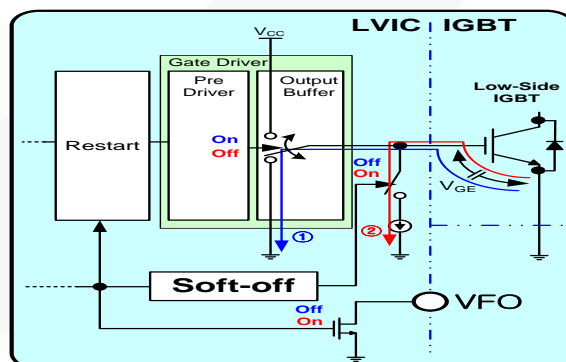 LVIC
IGBT
VCC
Gate Driver
Pre
Driver
Output
Buffer
Low-Side
IGBT
Restart
On
Off
Off
On
VGE
①
②
Soft-off
Off
On
VFO